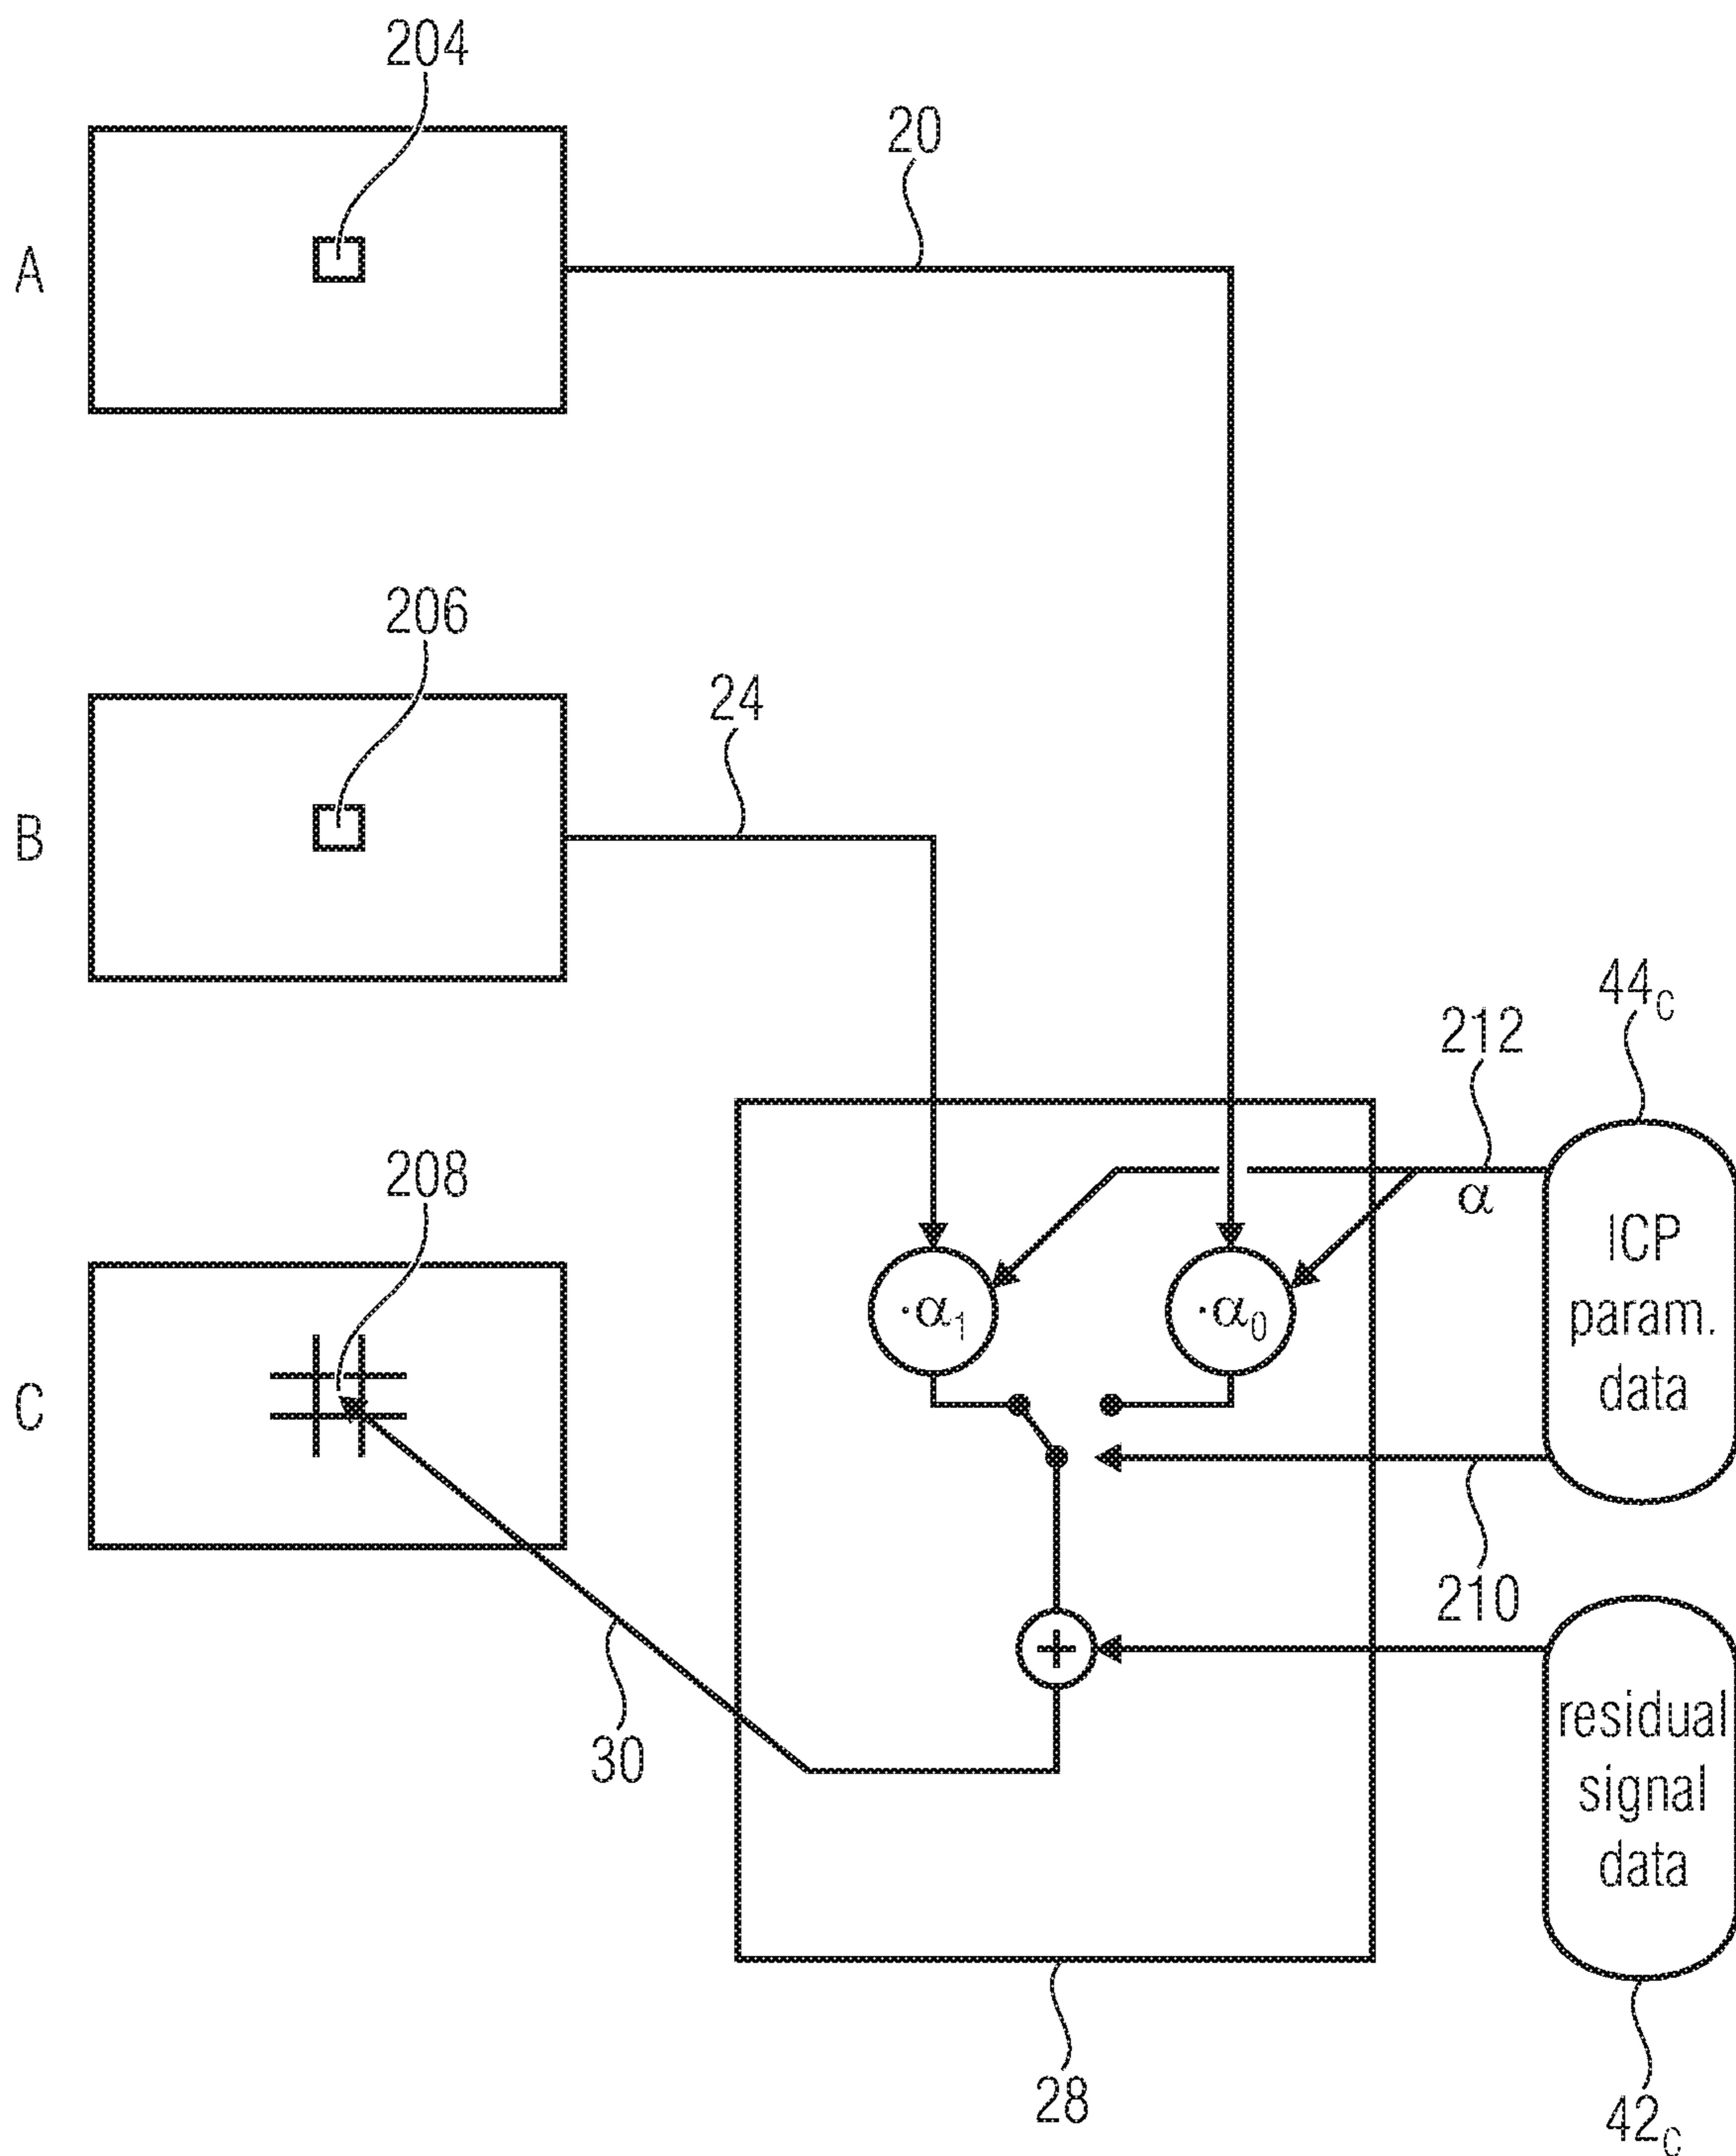 204
20
A
206
24
B
44C
212
α
208
ICP
param.
data
·α1
·α0
C
210
residual
signal
data
30
28
42C